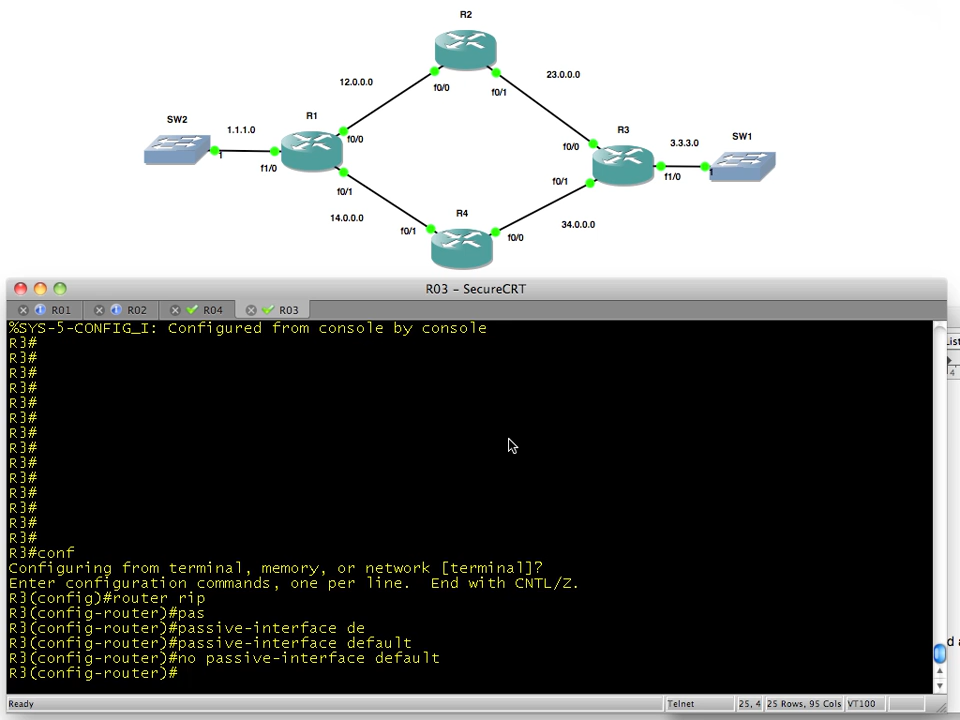 R2
12.0.0.0
23.0.0.0
f0/0
f0/1
SW2
1.1.1.0
R1
f0/0
R3
3.3.3.0
SW1
f0/0
1
f1/0
f1/0
f0/1
f0/1
14.0.0.0
R4
34.0.0.0
f0/1
f0/0
R03 - SecureCRT
R01
R02
R04
R03
%SYS-5-CONFIG_I: Configured from console by console
R3#
R3#
R3#
R3#
R3#
R3#
R3#
R3#
R3#
R3#
R3#
R3#
R3#
R3#
R3#conf
Configuring from terminal, memory, or network [terminal]?
Enter configuration commands, one per line.  End with CNTL/Z.
R3(config)#router rip
R3(config-router)#pas
R3(config-router)#passive-interface de
R3(config-router)#passive-interface default
R3(config-router)#no passive-interface default
R3(config-router)#
Ready
Telnet
25, 4
25 Rows, 95 Cols
VT100
4